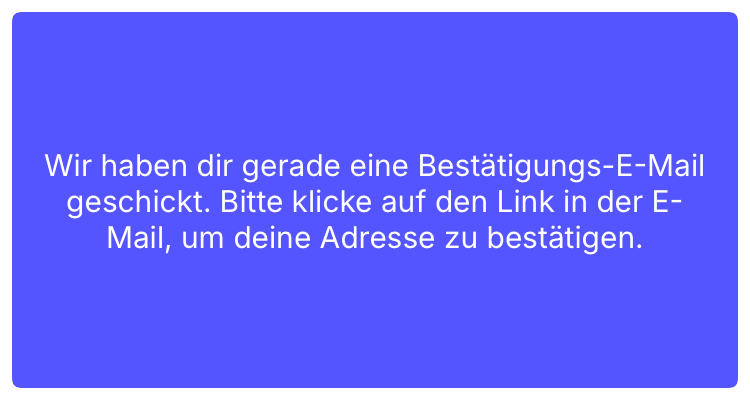 Wir haben dir gerade eine Bestätigungs-E-Mail
geschickt. Bitte klicke auf den Link in der E-
Mail, um deine Adresse zu bestätigen.